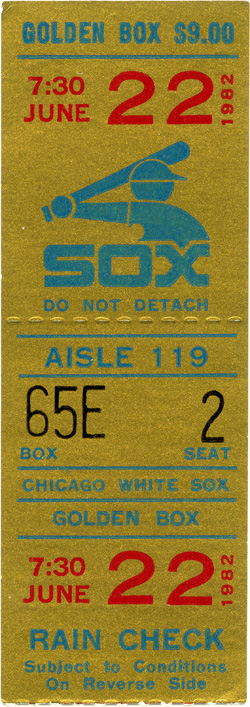 GOLDEN BOX $9.00
7:30 JUNE 22 1982
SOX
DO NOT DETACH
AISLE 119
65E 2
BOX SEAT
CHICAGO WHITE SOX
GOLDEN BOX
7:30 JUNE 22 1982
RAIN CHECK
Subject to Conditions
On Reverse Side